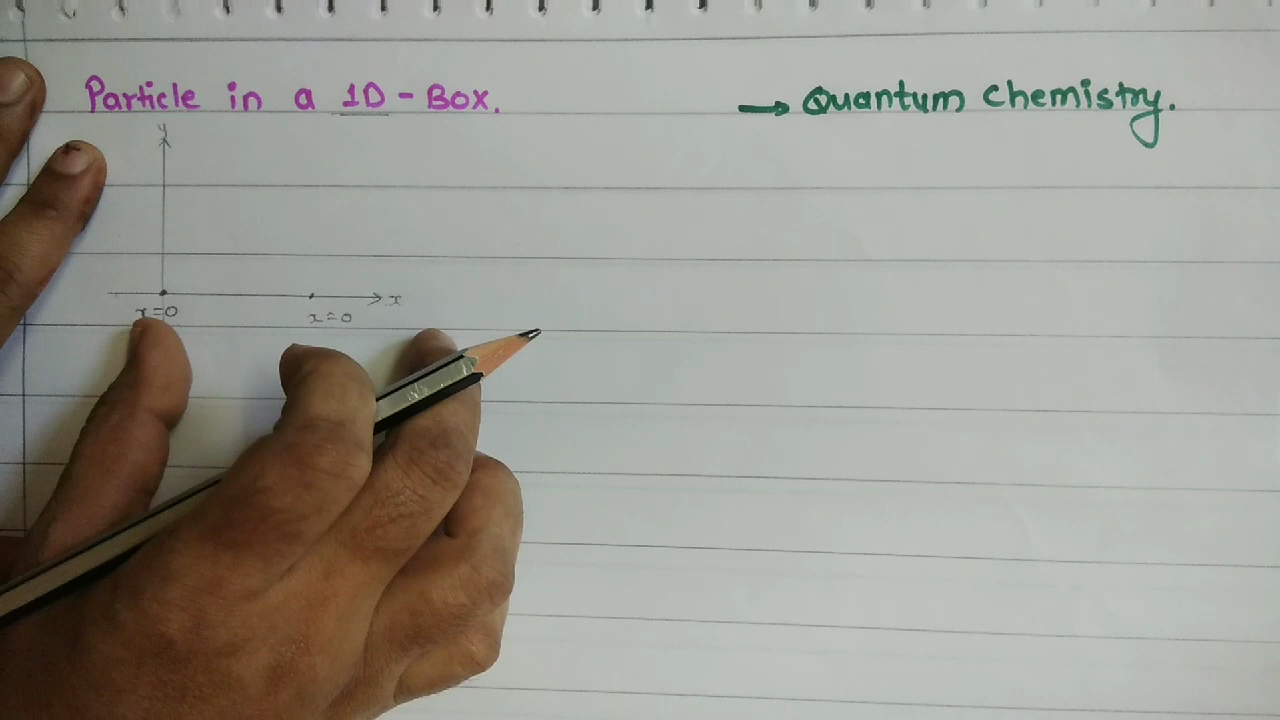 Particle in a 1D - Box.
→ Quantum Chemistry.
y
x
x=0
x=0